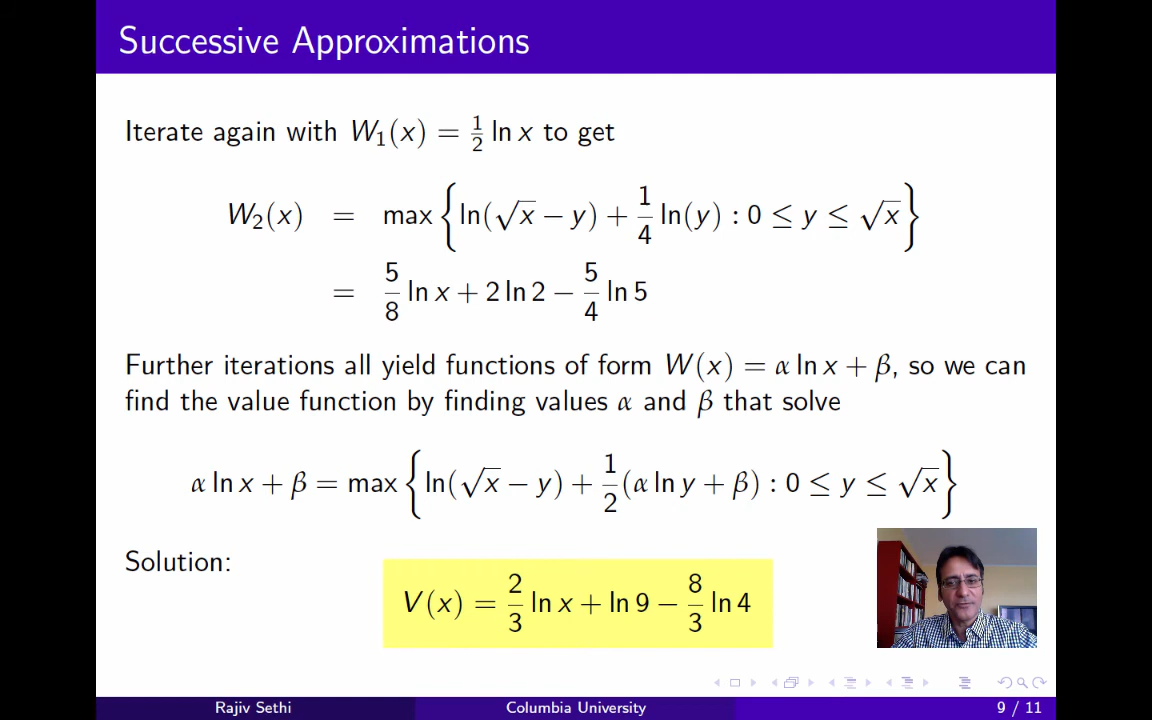 Successive Approximations
Iterate again with W₁(x) = ½ ln x to get
W₂(x) = max { ln(√x − y) + 1/4 ln(y) : 0 ≤ y ≤ √x }
= 5/8 ln x + 2 ln 2 − 5/4 ln 5
Further iterations all yield functions of form W(x) = α ln x + β, so we can
find the value function by finding values α and β that solve
α ln x + β = max { ln(√x − y) + 1/2 (α ln y + β) : 0 ≤ y ≤ √x }
Solution:
V(x) = 2/3 ln x + ln 9 − 8/3 ln 4
Rajiv Sethi
Columbia University
9 / 11